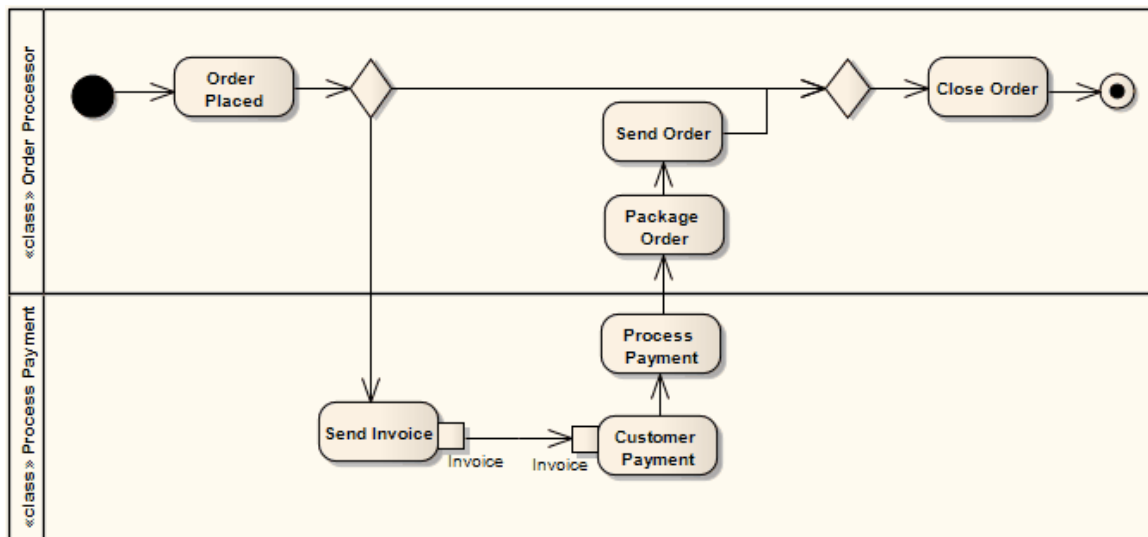 «class» Order Processor
Order
Placed
Close Order
Send Order
Package
Order
«class» Process Payment
Process
Payment
Send Invoice
Invoice
Invoice
Customer
Payment